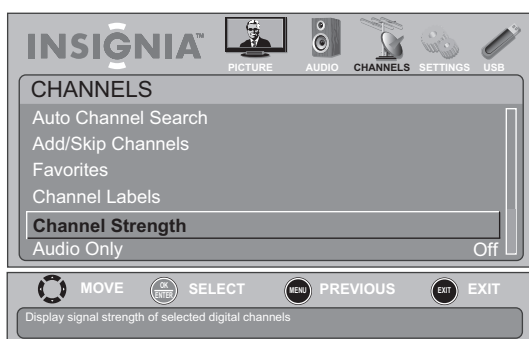 INSIGNIA™
PICTURE AUDIO CHANNELS SETTINGS USB
CHANNELS
Auto Channel Search
Add/Skip Channels
Favorites
Channel Labels
Channel Strength
Audio Only Off
MOVE OK ENTER SELECT MENU PREVIOUS EXIT EXIT
Display signal strength of selected digital channels